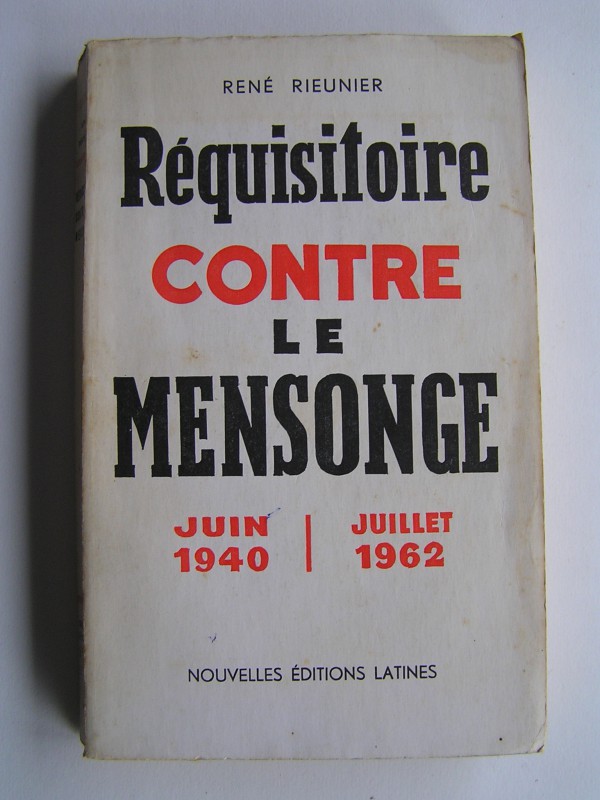 RENÉ RIEUNIER
Réquisitoire
CONTRE
LE
MENSONGE
JUIN 1940 | JUILLET 1962
NOUVELLES ÉDITIONS LATINES